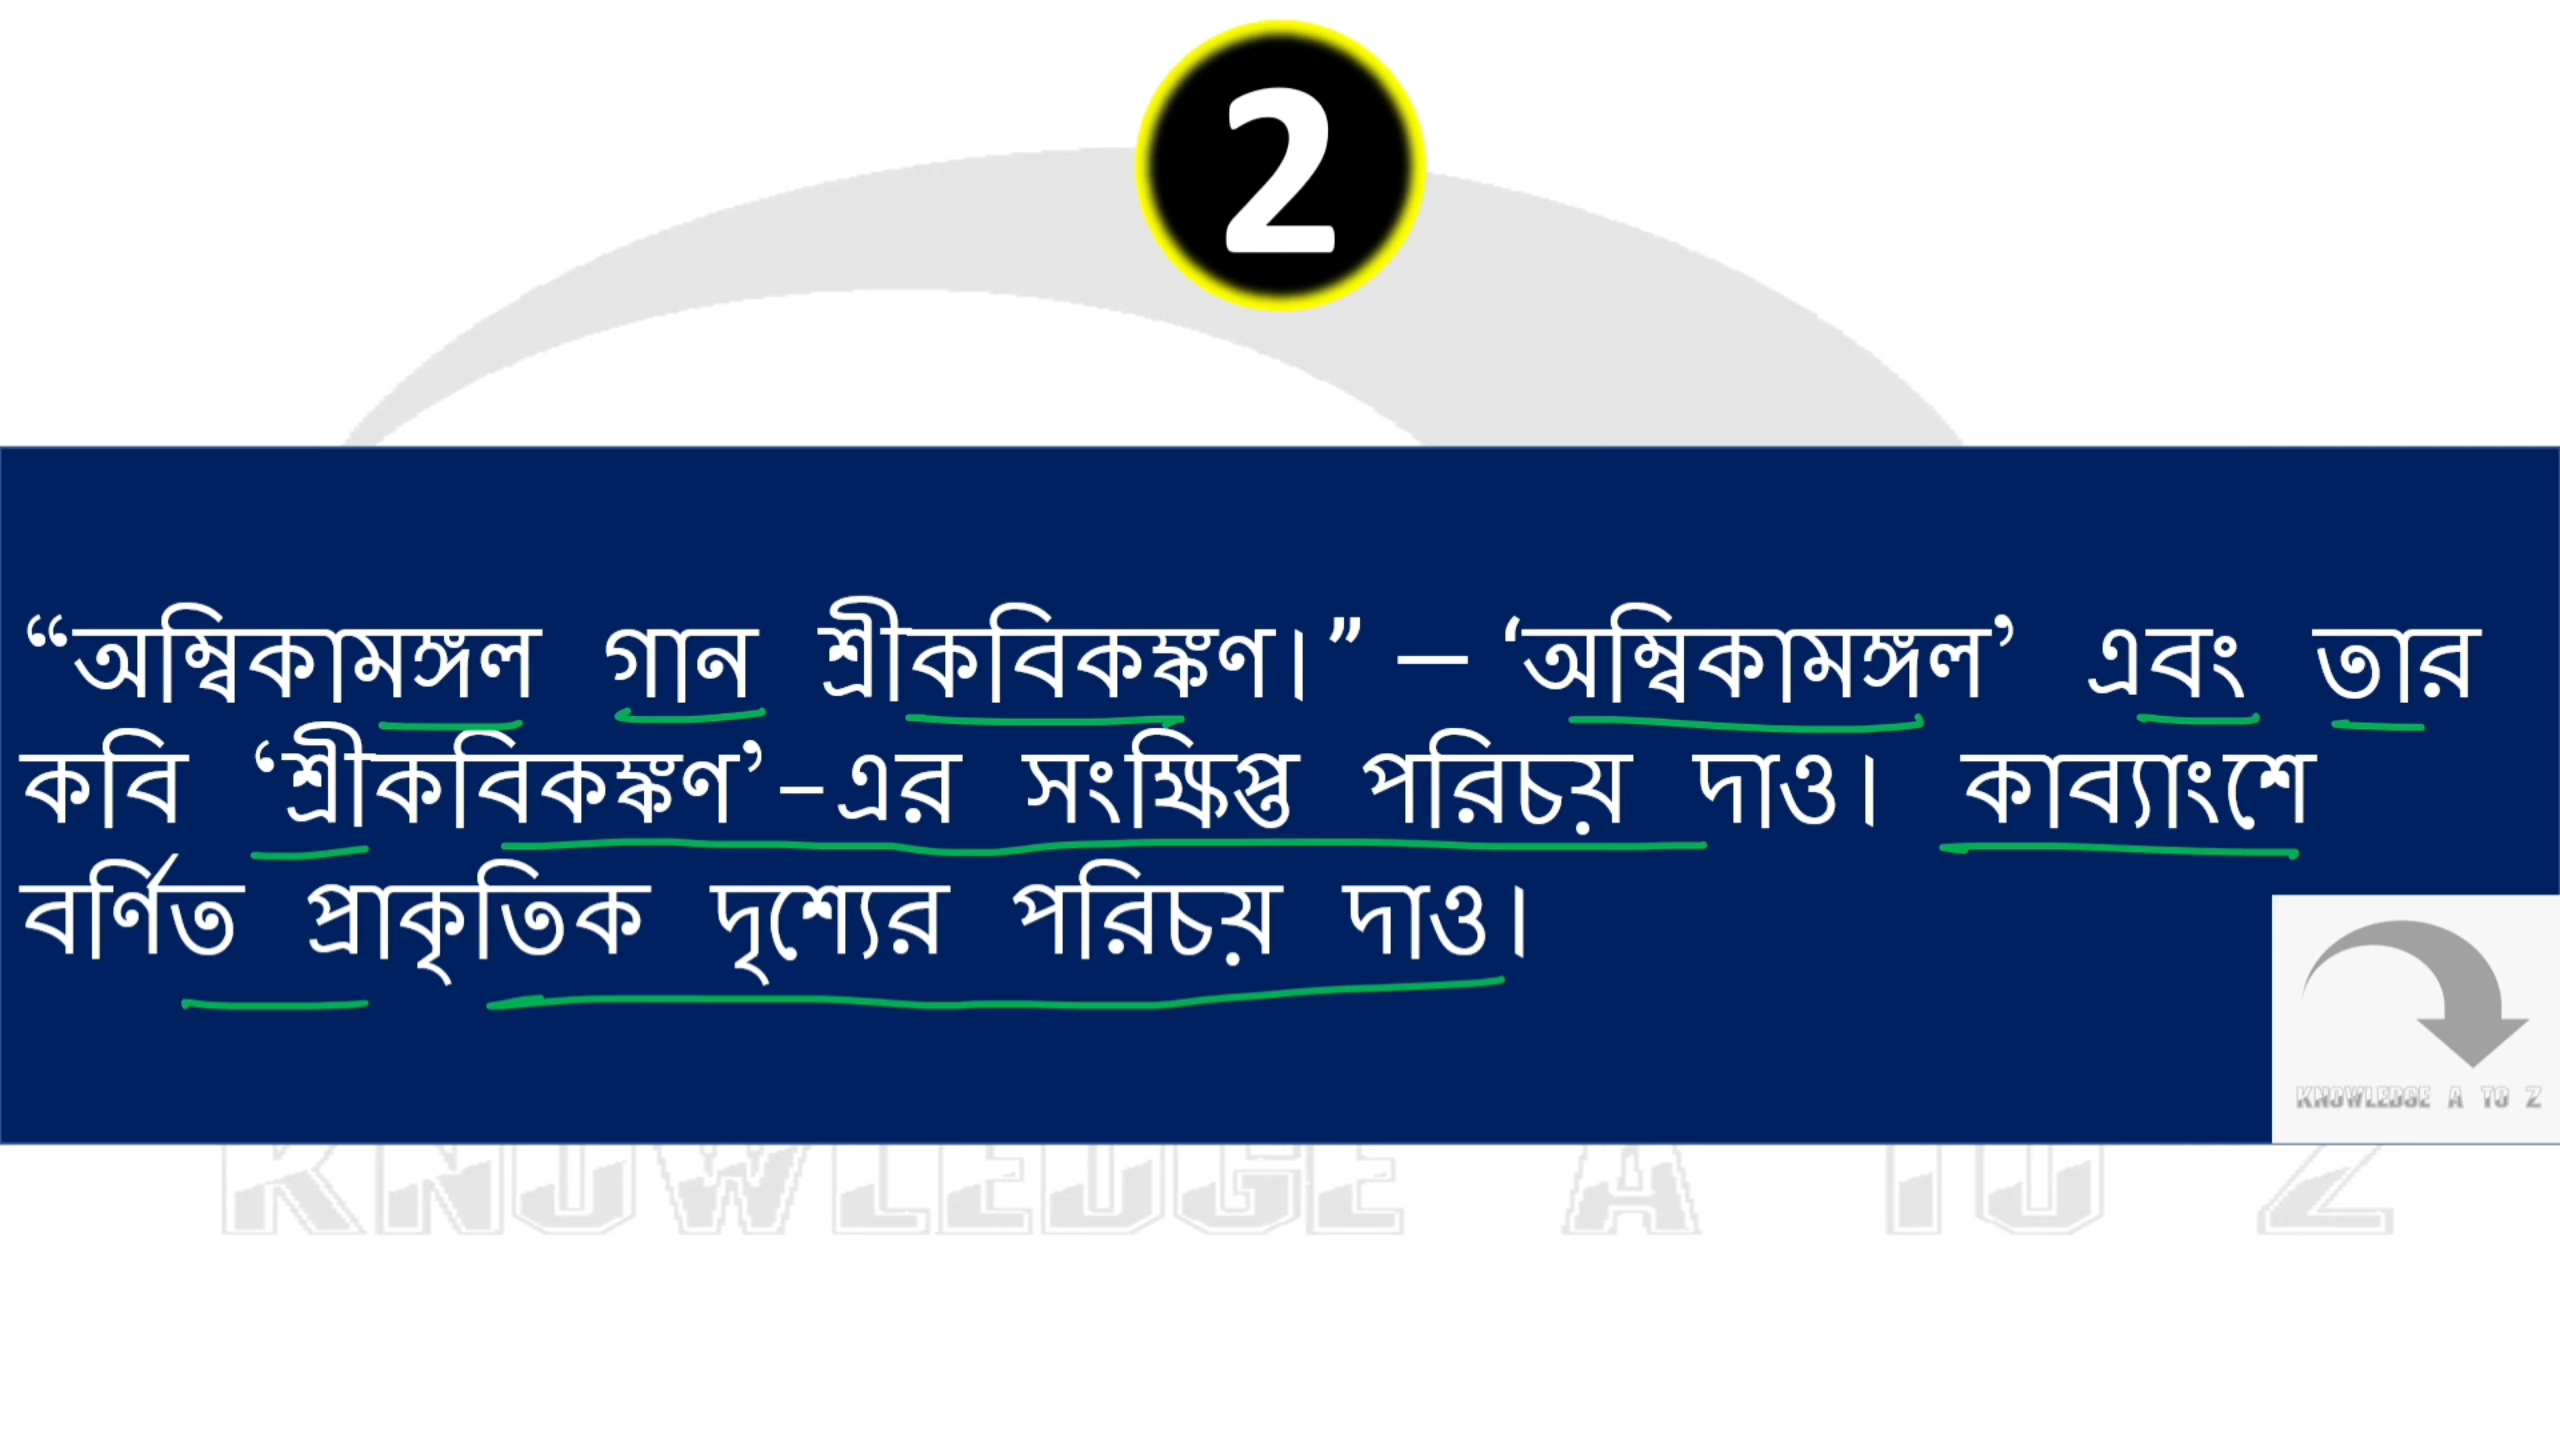 2
“অম্বিকামঙ্গল গান শ্রীকবিকঙ্কণ।” – ‘অম্বিকামঙ্গল’ এবং তার
কবি ‘শ্রীকবিকঙ্কণ’-এর সংক্ষিপ্ত পরিচয় দাও। কাব্যাংশে
বর্ণিত প্রাকৃতিক দৃশ্যের পরিচয় দাও।
KNOWLEDGE A TO Z
KNOWLEDGE A TO Z